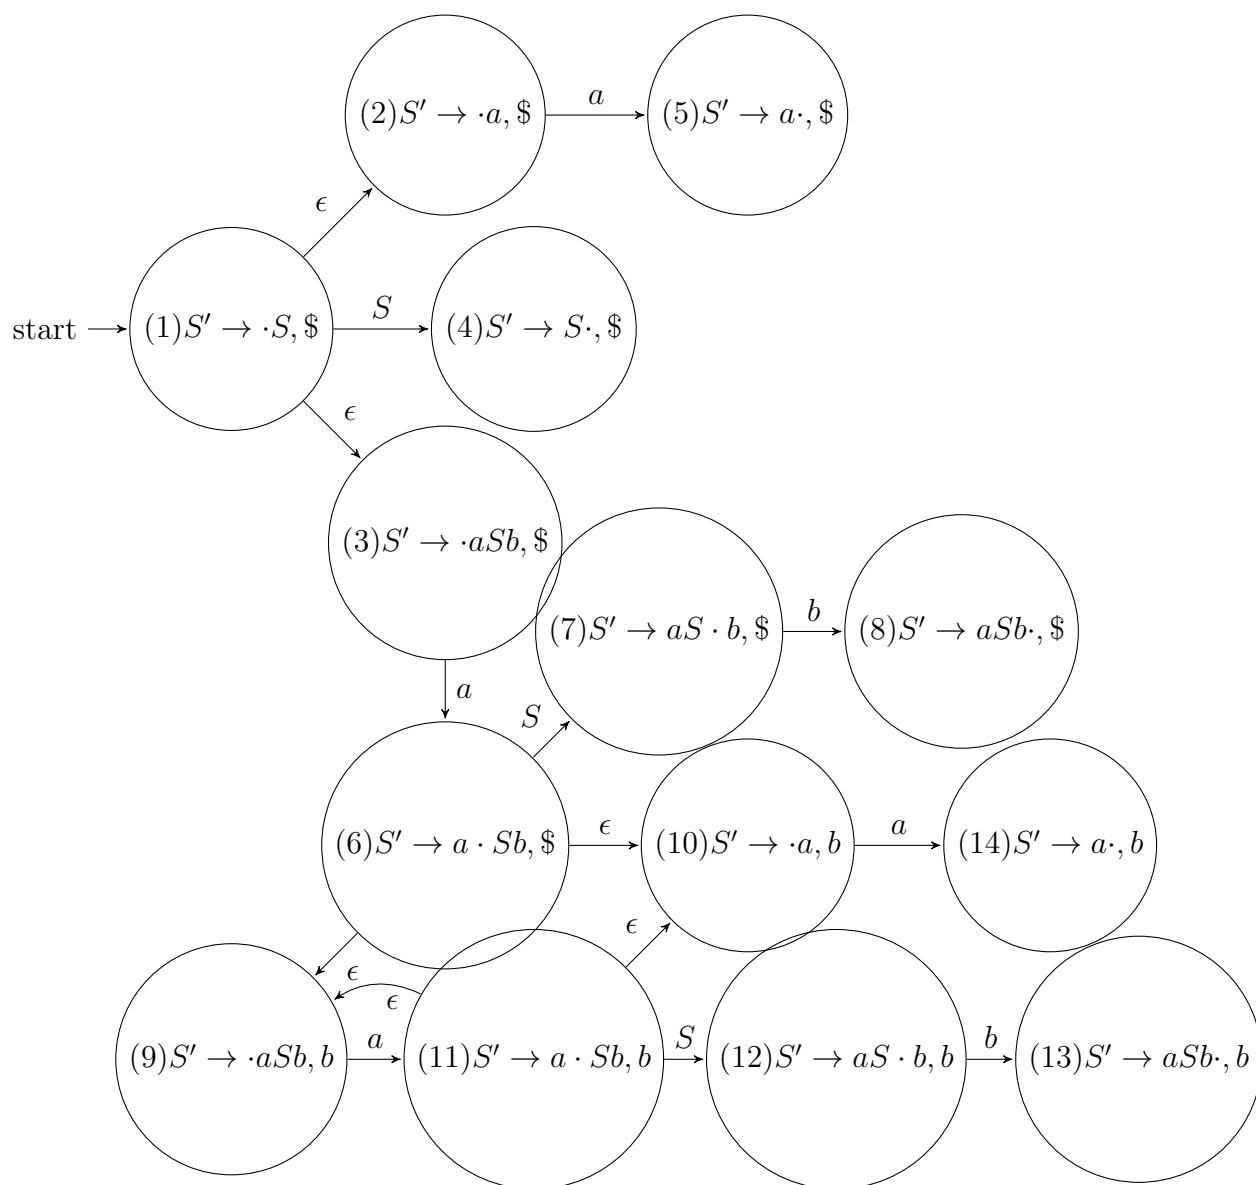 (2)S′ → ·a, $
a
(5)S′ → a·, $
ϵ
start
(1)S′ → ·S, $
S
(4)S′ → S·, $
ϵ
(3)S′ → ·aSb, $
(7)S′ → aS · b, $
b
(8)S′ → aSb·, $
a
S
(6)S′ → a · Sb, $
ϵ
(10)S′ → ·a, b
a
(14)S′ → a·, b
ϵ
ϵ
ϵ
(9)S′ → ·aSb, b
a
(11)S′ → a · Sb, b
S
(12)S′ → aS · b, b
b
(13)S′ → aSb·, b